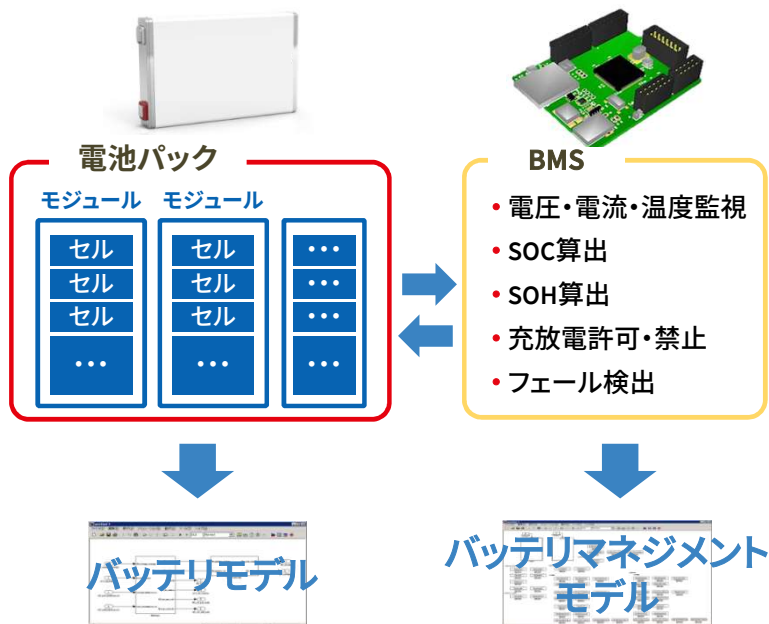 電池パック
モジュール モジュール
セル
セル
セル
・・・
セル
セル
セル
・・・
・・・
・・・
・・・
・・・
BMS
・電圧・電流・温度監視
・SOC算出
・SOH算出
・充放電許可・禁止
・フェール検出
バッテリモデル
バッテリマネジメント
モデル